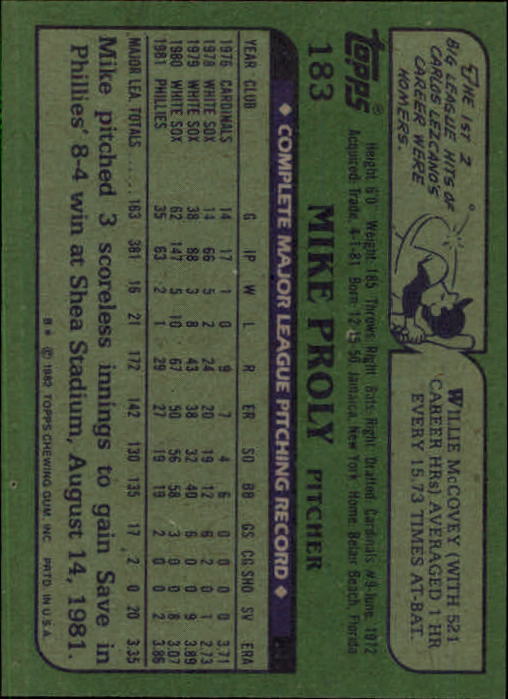 THE 1ST 2
BIG LEAGUE HITS OF
CARLOS LEZCANO'S
CAREER WERE
HOMERS.
WILLIE McCOVEY (WITH 521
CAREER HRs) AVERAGED 1 HR
EVERY 15.73 TIMES AT-BAT.
topps®
Height: 6'0 Weight: 185 Throws: Right Bats: Right Drafted: Cardinals #9-June, 1972
Acquired: Trade, 4-1-81 Born: 12-15-50, Jamaica, New York Home: Belair Beach, Florida
183 MIKE PROLY PITCHER
◆ COMPLETE MAJOR LEAGUE PITCHING RECORD ◆
YEAR CLUB G IP W L R ER SO BB GS CG SHO SV ERA
1976 CARDINALS 14 17 1 0 9 7 4 6 0 0 0 0 3.71
1978 WHITE SOX 14 66 5 2 24 20 19 12 6 2 0 1 2.73
1979 WHITE SOX 38 88 3 8 43 38 32 40 6 0 0 9 3.89
1980 WHITE SOX 62 147 5 10 67 50 56 58 3 0 0 8 3.07
1981 PHILLIES 35 63 2 1 29 27 19 19 2 0 0 2 3.86
MAJOR LEA. TOTALS 163 381 16 21 172 142 130 135 17 2 0 20 3.35
Mike pitched 3 scoreless innings to gain Save in
Phillies' 8-4 win at Shea Stadium, August 14, 1981.
B* © 1982 TOPPS CHEWING GUM, INC. PRTD. IN U.S.A.